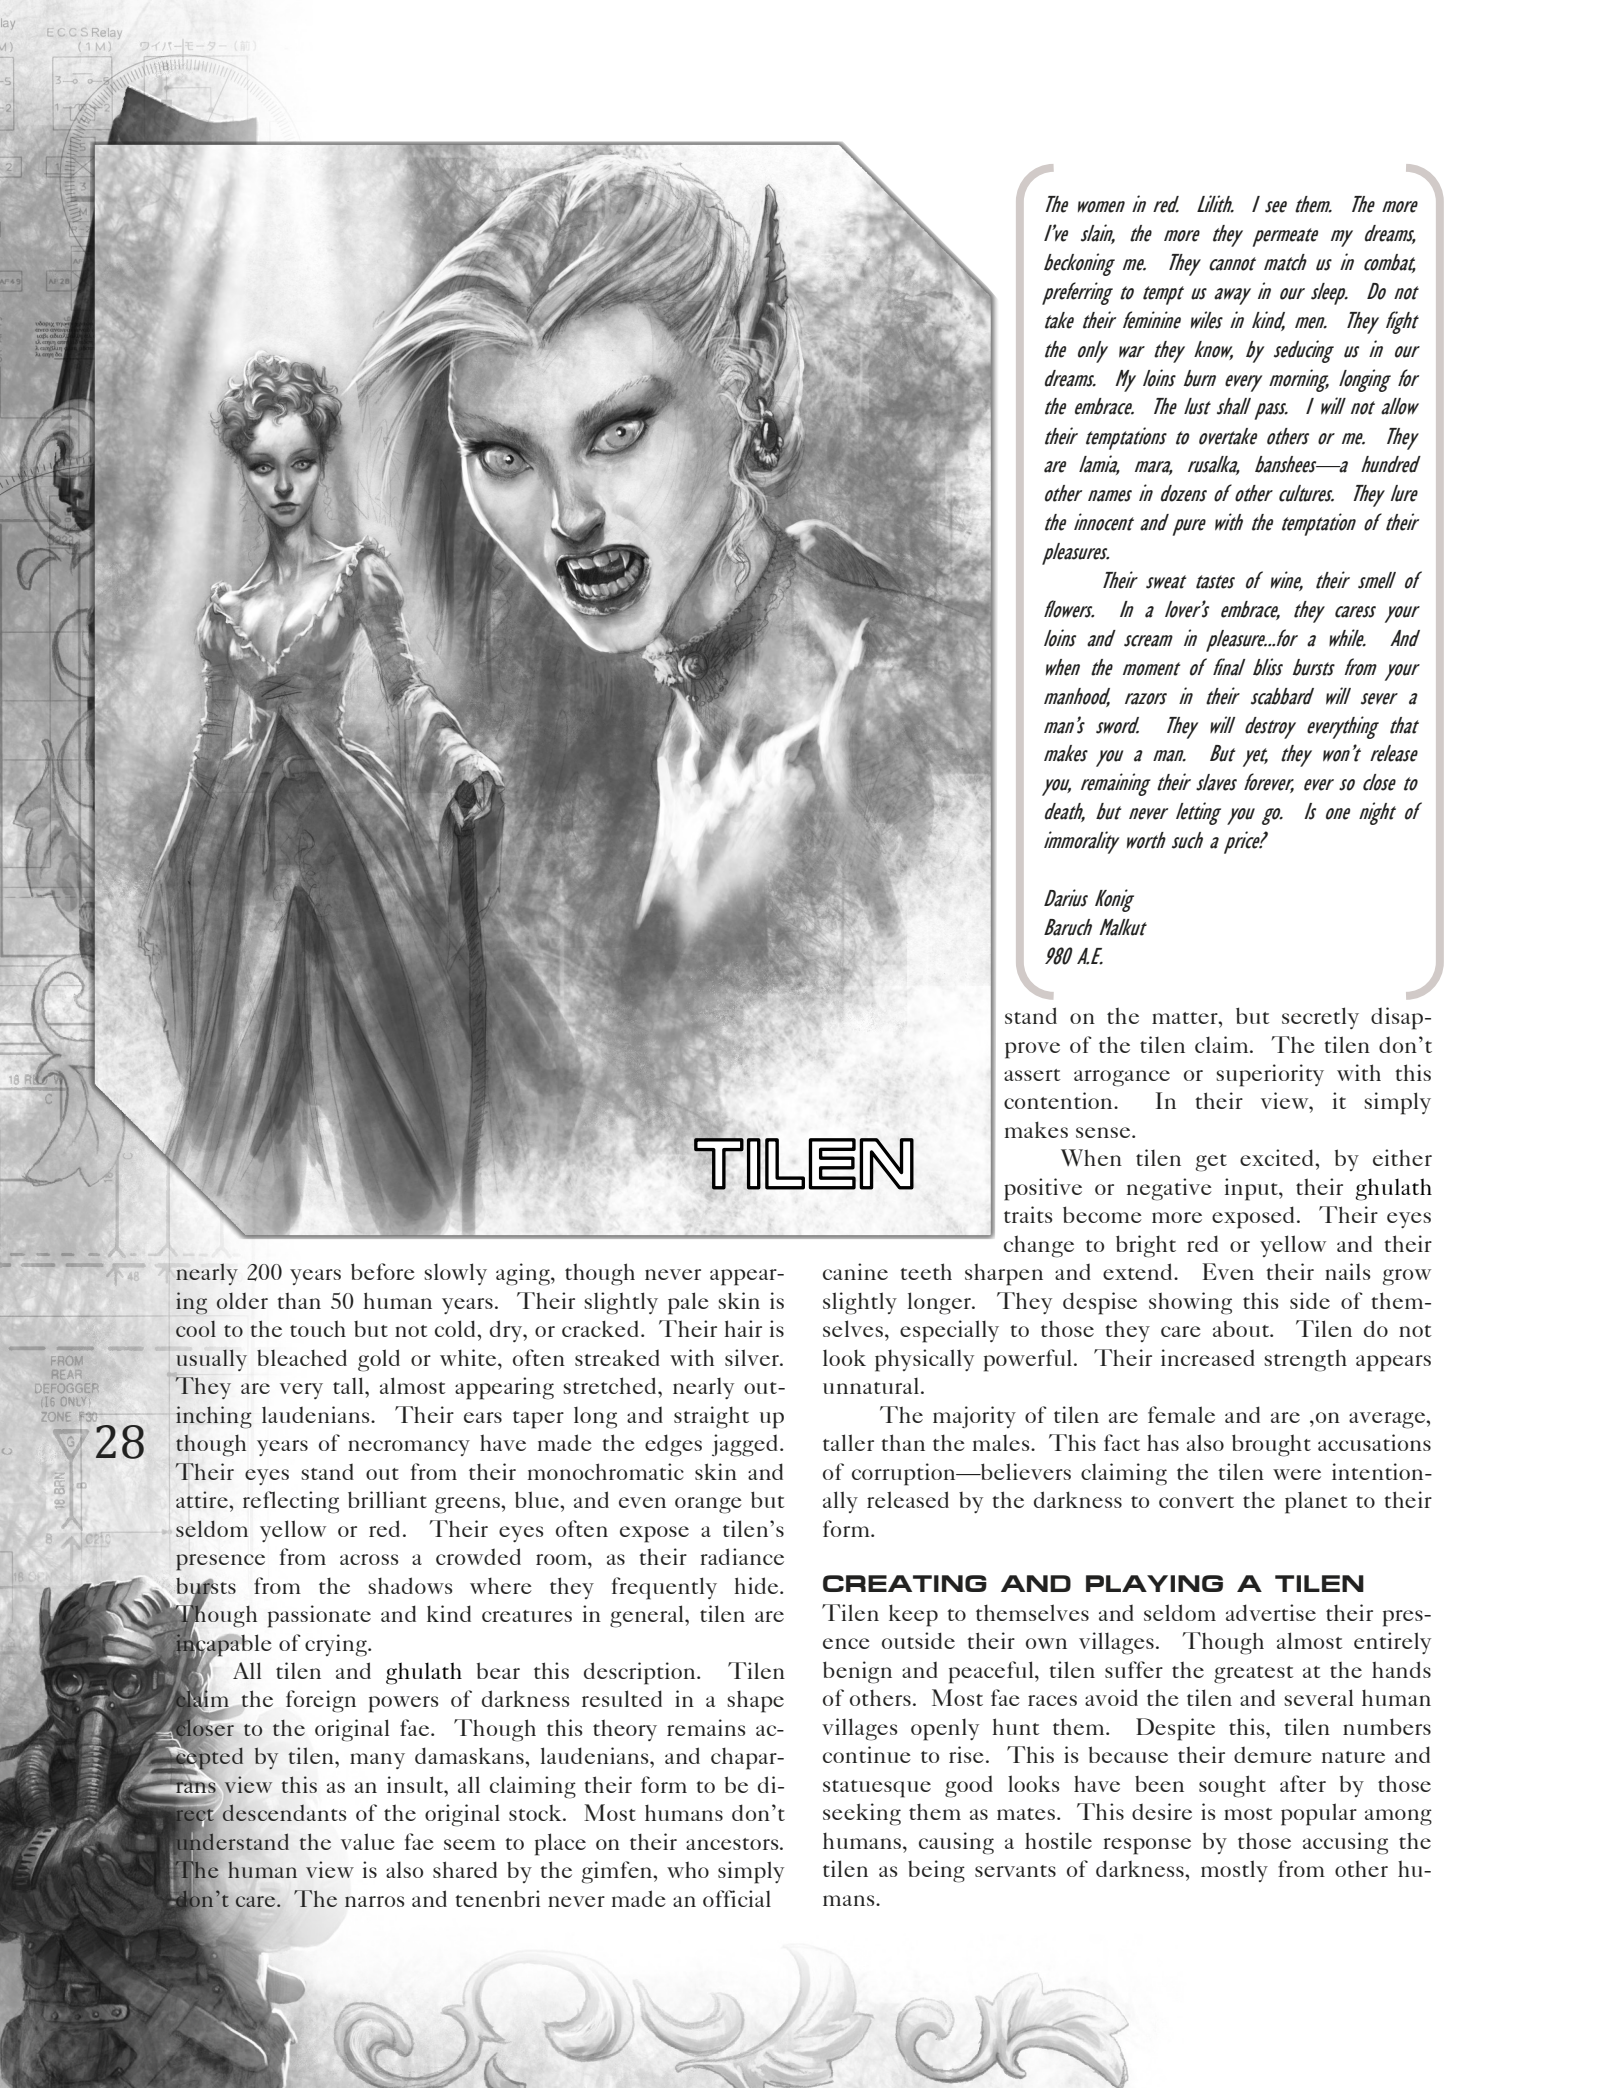 ECCS Relay
(1M)
ワイパーモーター (前)
The women in red. Lilith. I see them. The more
I've slain, the more they permeate my dreams,
beckoning me. They cannot match us in combat,
preferring to tempt us away in our sleep. Do not
take their feminine wiles in kind, men. They fight
the only war they know, by seducing us in our
dreams. My loins burn every morning, longing for
the embrace. The lust shall pass. I will not allow
their temptations to overtake others or me. They
are lamia, mara, rusalka, banshees—a hundred
other names in dozens of other cultures. They lure
the innocent and pure with the temptation of their
pleasures.
Their sweat tastes of wine, their smell of
flowers. In a lover's embrace, they caress your
loins and scream in pleasure...for a while. And
when the moment of final bliss bursts from your
manhood, razors in their scabbard will sever a
man's sword. They will destroy everything that
makes you a man. But yet, they won't release
you, remaining their slaves forever, ever so close to
death, but never letting you go. Is one night of
immorality worth such a price?
Darius Konig
Baruch Malkut
980 A.E.
TILEN
nearly 200 years before slowly aging, though never appear-
ing older than 50 human years. Their slightly pale skin is
cool to the touch but not cold, dry, or cracked. Their hair is
usually bleached gold or white, often streaked with silver.
They are very tall, almost appearing stretched, nearly out-
inching laudenians. Their ears taper long and straight up
though years of necromancy have made the edges jagged.
Their eyes stand out from their monochromatic skin and
attire, reflecting brilliant greens, blue, and even orange but
seldom yellow or red. Their eyes often expose a tilen's
presence from across a crowded room, as their radiance
bursts from the shadows where they frequently hide.
Though passionate and kind creatures in general, tilen are
incapable of crying.
All tilen and ghulath bear this description. Tilen
claim the foreign powers of darkness resulted in a shape
closer to the original fae. Though this theory remains ac-
cepted by tilen, many damaskans, laudenians, and chapar-
rans view this as an insult, all claiming their form to be di-
rect descendants of the original stock. Most humans don't
understand the value fae seem to place on their ancestors.
The human view is also shared by the gimfen, who simply
don't care. The narros and tenenbri never made an official
stand on the matter, but secretly disap-
prove of the tilen claim. The tilen don't
assert arrogance or superiority with this
contention. In their view, it simply
makes sense.
When tilen get excited, by either
positive or negative input, their ghulath
traits become more exposed. Their eyes
change to bright red or yellow and their
canine teeth sharpen and extend. Even their nails grow
slightly longer. They despise showing this side of them-
selves, especially to those they care about. Tilen do not
look physically powerful. Their increased strength appears
unnatural.
The majority of tilen are female and are ,on average,
taller than the males. This fact has also brought accusations
of corruption—believers claiming the tilen were intention-
ally released by the darkness to convert the planet to their
form.
CREATING AND PLAYING A TILEN
Tilen keep to themselves and seldom advertise their pres-
ence outside their own villages. Though almost entirely
benign and peaceful, tilen suffer the greatest at the hands
of others. Most fae races avoid the tilen and several human
villages openly hunt them. Despite this, tilen numbers
continue to rise. This is because their demure nature and
statuesque good looks have been sought after by those
seeking them as mates. This desire is most popular among
humans, causing a hostile response by those accusing the
tilen as being servants of darkness, mostly from other hu-
mans.
FROM
REAR
DEFOGGER
(16 ONLY)
ZONE F30
28